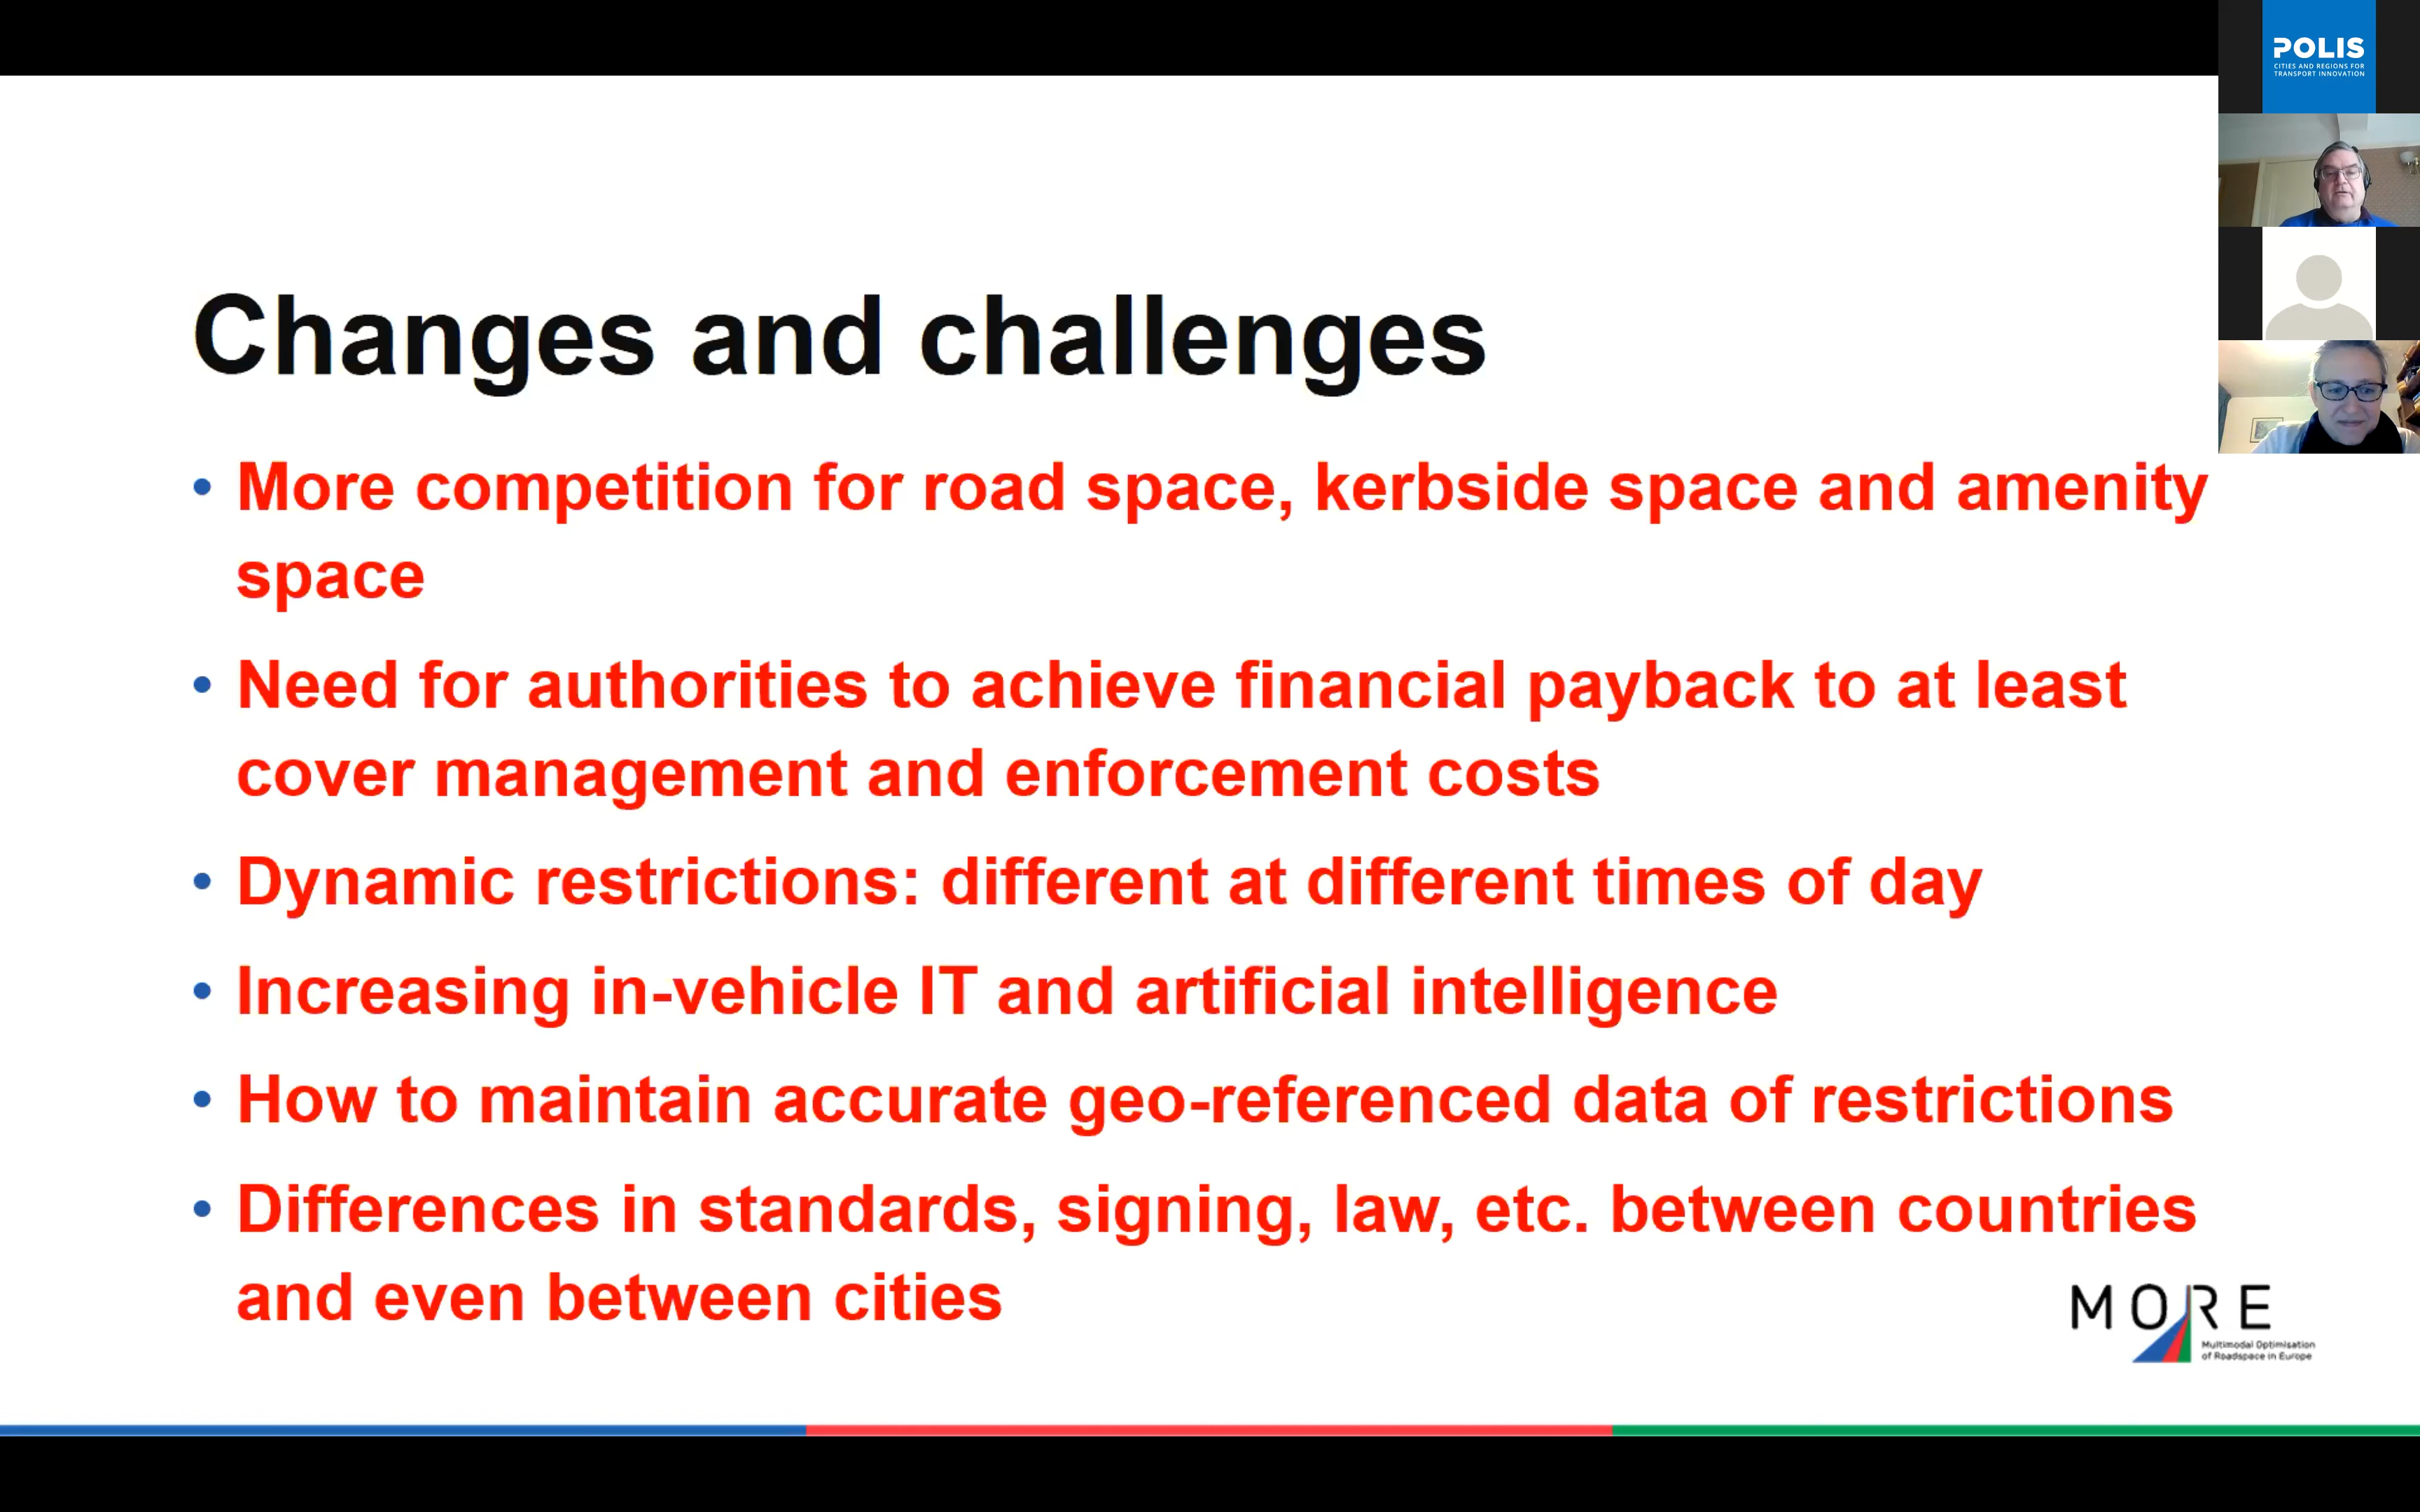 POLIS
CITIES AND REGIONS FOR
TRANSPORT INNOVATION
Changes and challenges
• More competition for road space, kerbside space and amenity
space
• Need for authorities to achieve financial payback to at least
cover management and enforcement costs
• Dynamic restrictions: different at different times of day
• Increasing in-vehicle IT and artificial intelligence
• How to maintain accurate geo-referenced data of restrictions
• Differences in standards, signing, law, etc. between countries
and even between cities
MORE
Multimodal Optimisation
of Roadspace in Europe